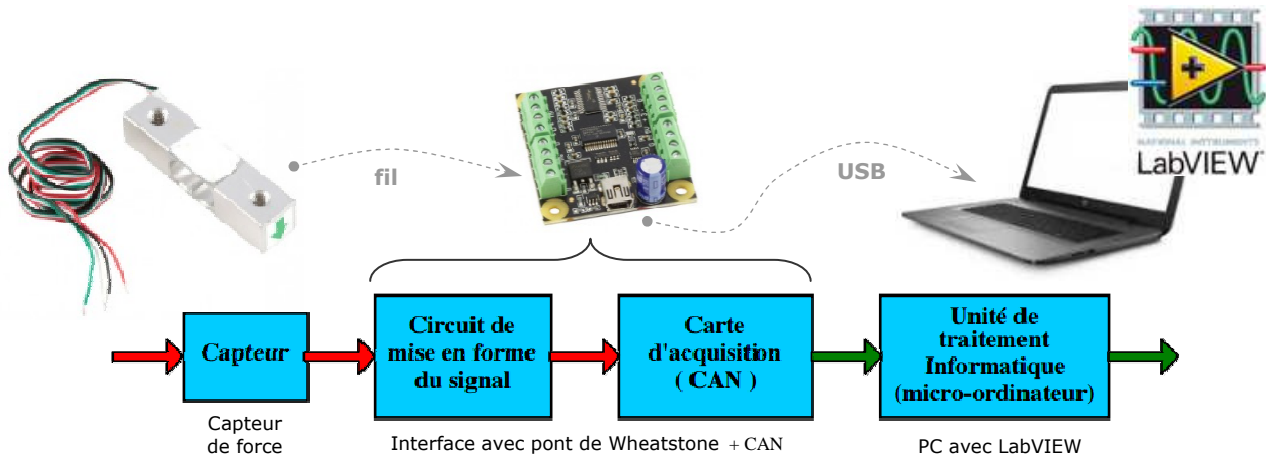 NATIONAL INSTRUMENTS
LabVIEW™
fil
USB
Capteur
Circuit de
mise en forme
du signal
Carte
d'acquisition
( CAN )
Unité de
traitement
Informatique
(micro-ordinateur)
Capteur
de force
Interface avec pont de Wheatstone + CAN
PC avec LabVIEW